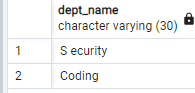 dept_name
character varying (30)
1 S ecurity
2 Coding